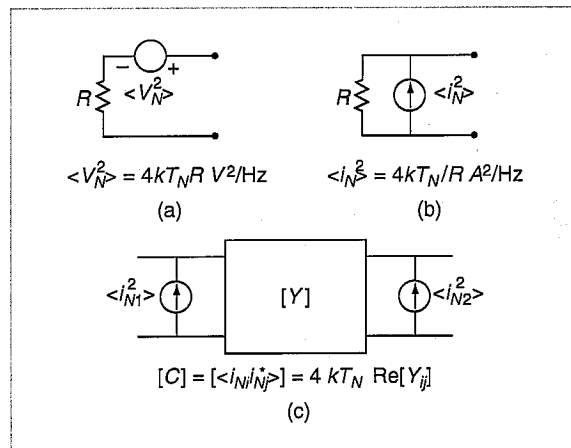 − +
R <V_N^2> R <i_N^2>
<V_N^2> = 4kT_N R V^2/Hz <i_N^2> = 4kT_N/R A^2/Hz
(a) (b)
<i_N1^2> [Y] <i_N2^2>
[C] = [<i_Ni i_Nj^*>] = 4 kT_N Re[Y_ij]
(c)